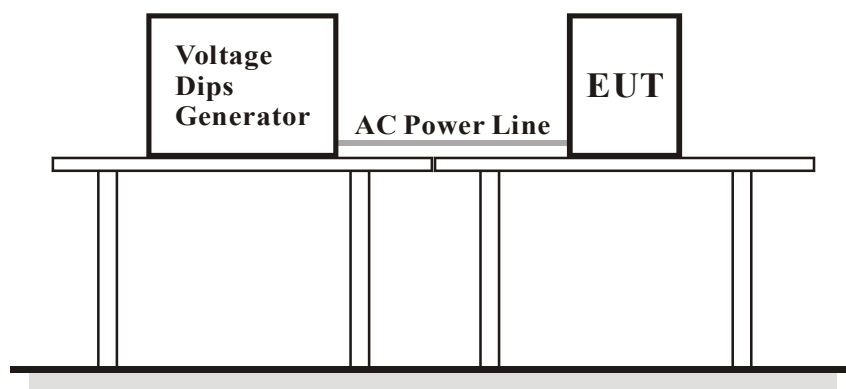 Voltage
Dips
Generator
AC Power Line
EUT